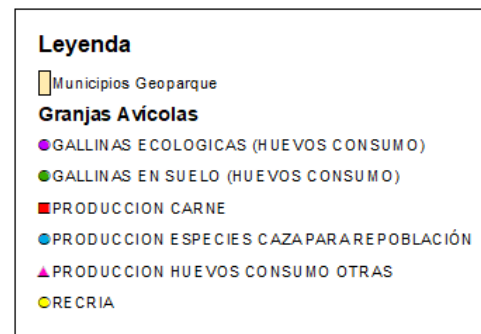 Leyenda
Municipios Geoparque
Granjas Avícolas
GALLINAS ECOLOGICAS (HUEVOS CONSUMO)
GALLINAS EN SUELO (HUEVOS CONSUMO)
PRODUCCION CARNE
PRODUCCION ESPECIES CAZA PARA REPOBLACIÓN
PRODUCCION HUEVOS CONSUMO OTRAS
RECRIA